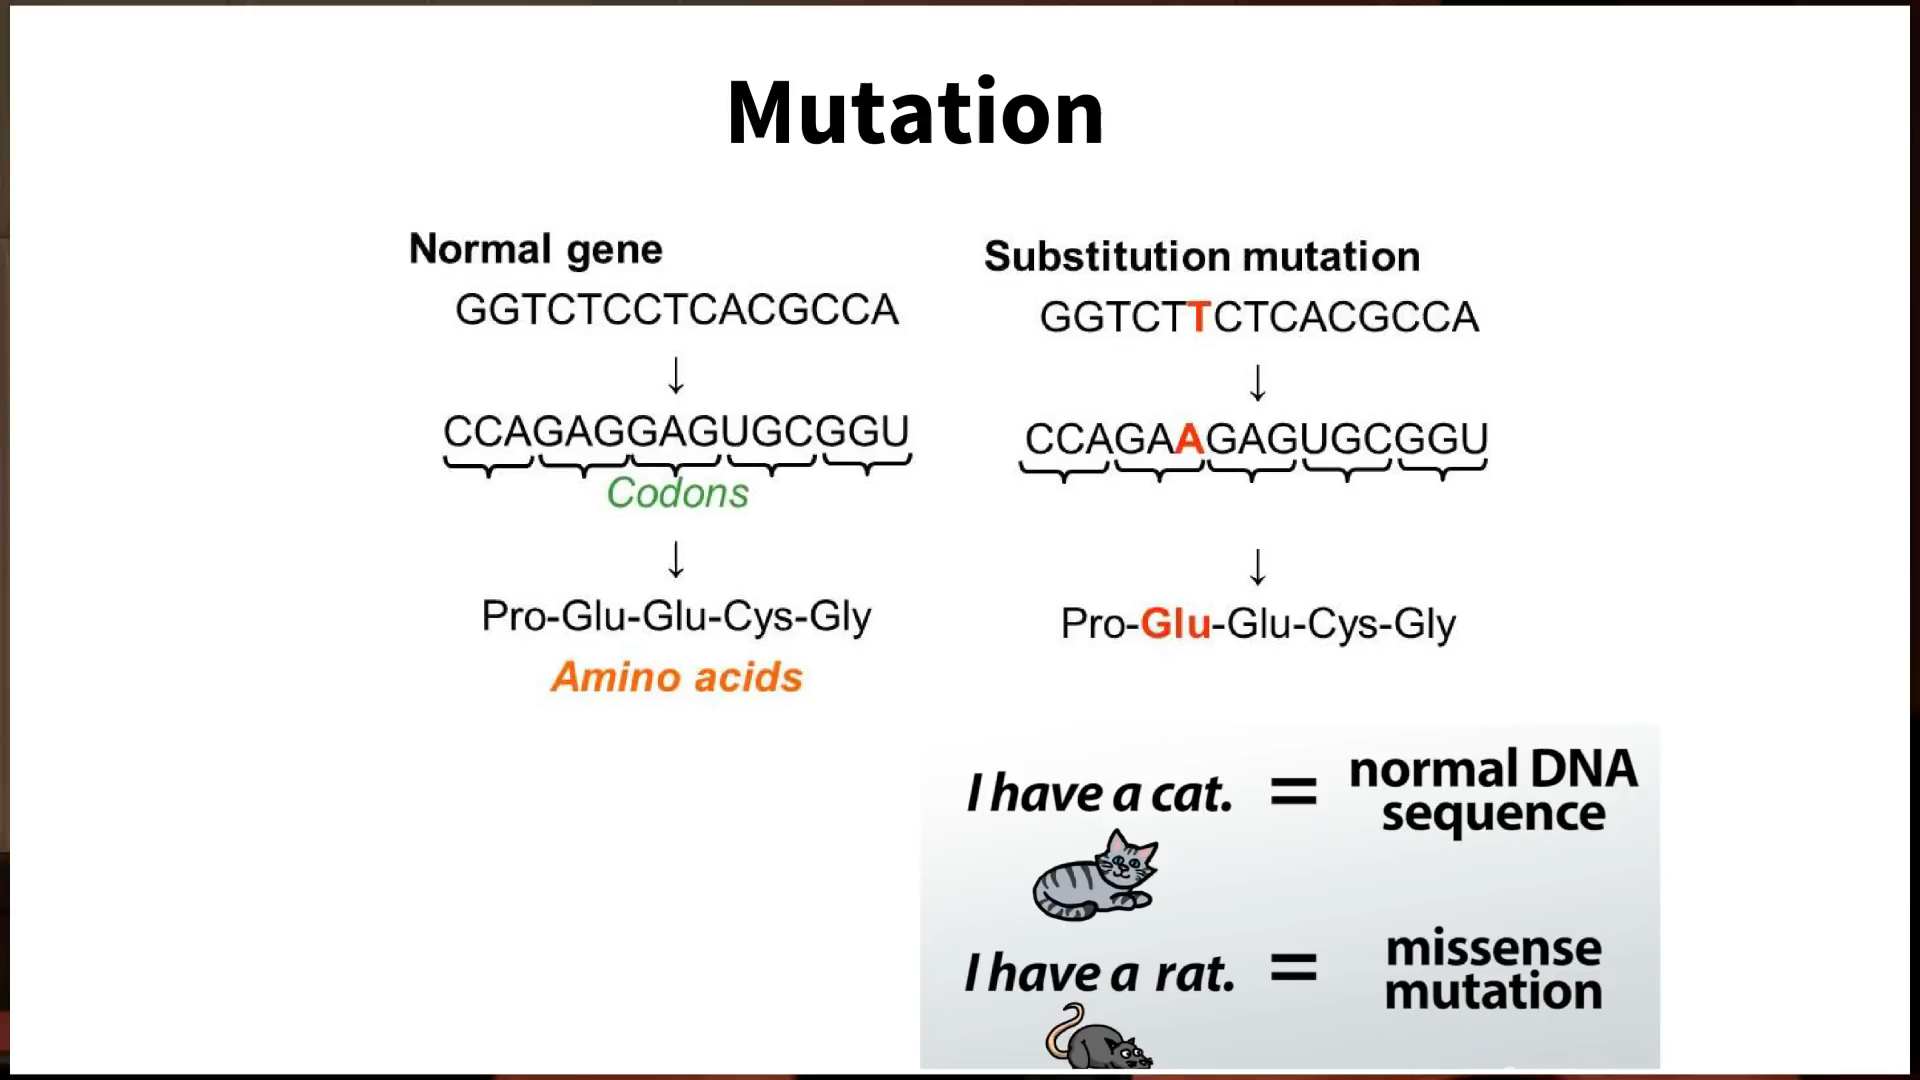 Mutation
Normal gene
GGTCTCCTCACGCCA
↓
CCAGAGGAGUGCGGU
Codons
↓
Pro-Glu-Glu-Cys-Gly
Amino acids
Substitution mutation
GGTCTTCTCACGCCA
↓
CCAGAAGAGUGCGGU
↓
Pro-Glu-Glu-Cys-Gly
I have a cat. = normal DNA
sequence
I have a rat. = missense
mutation